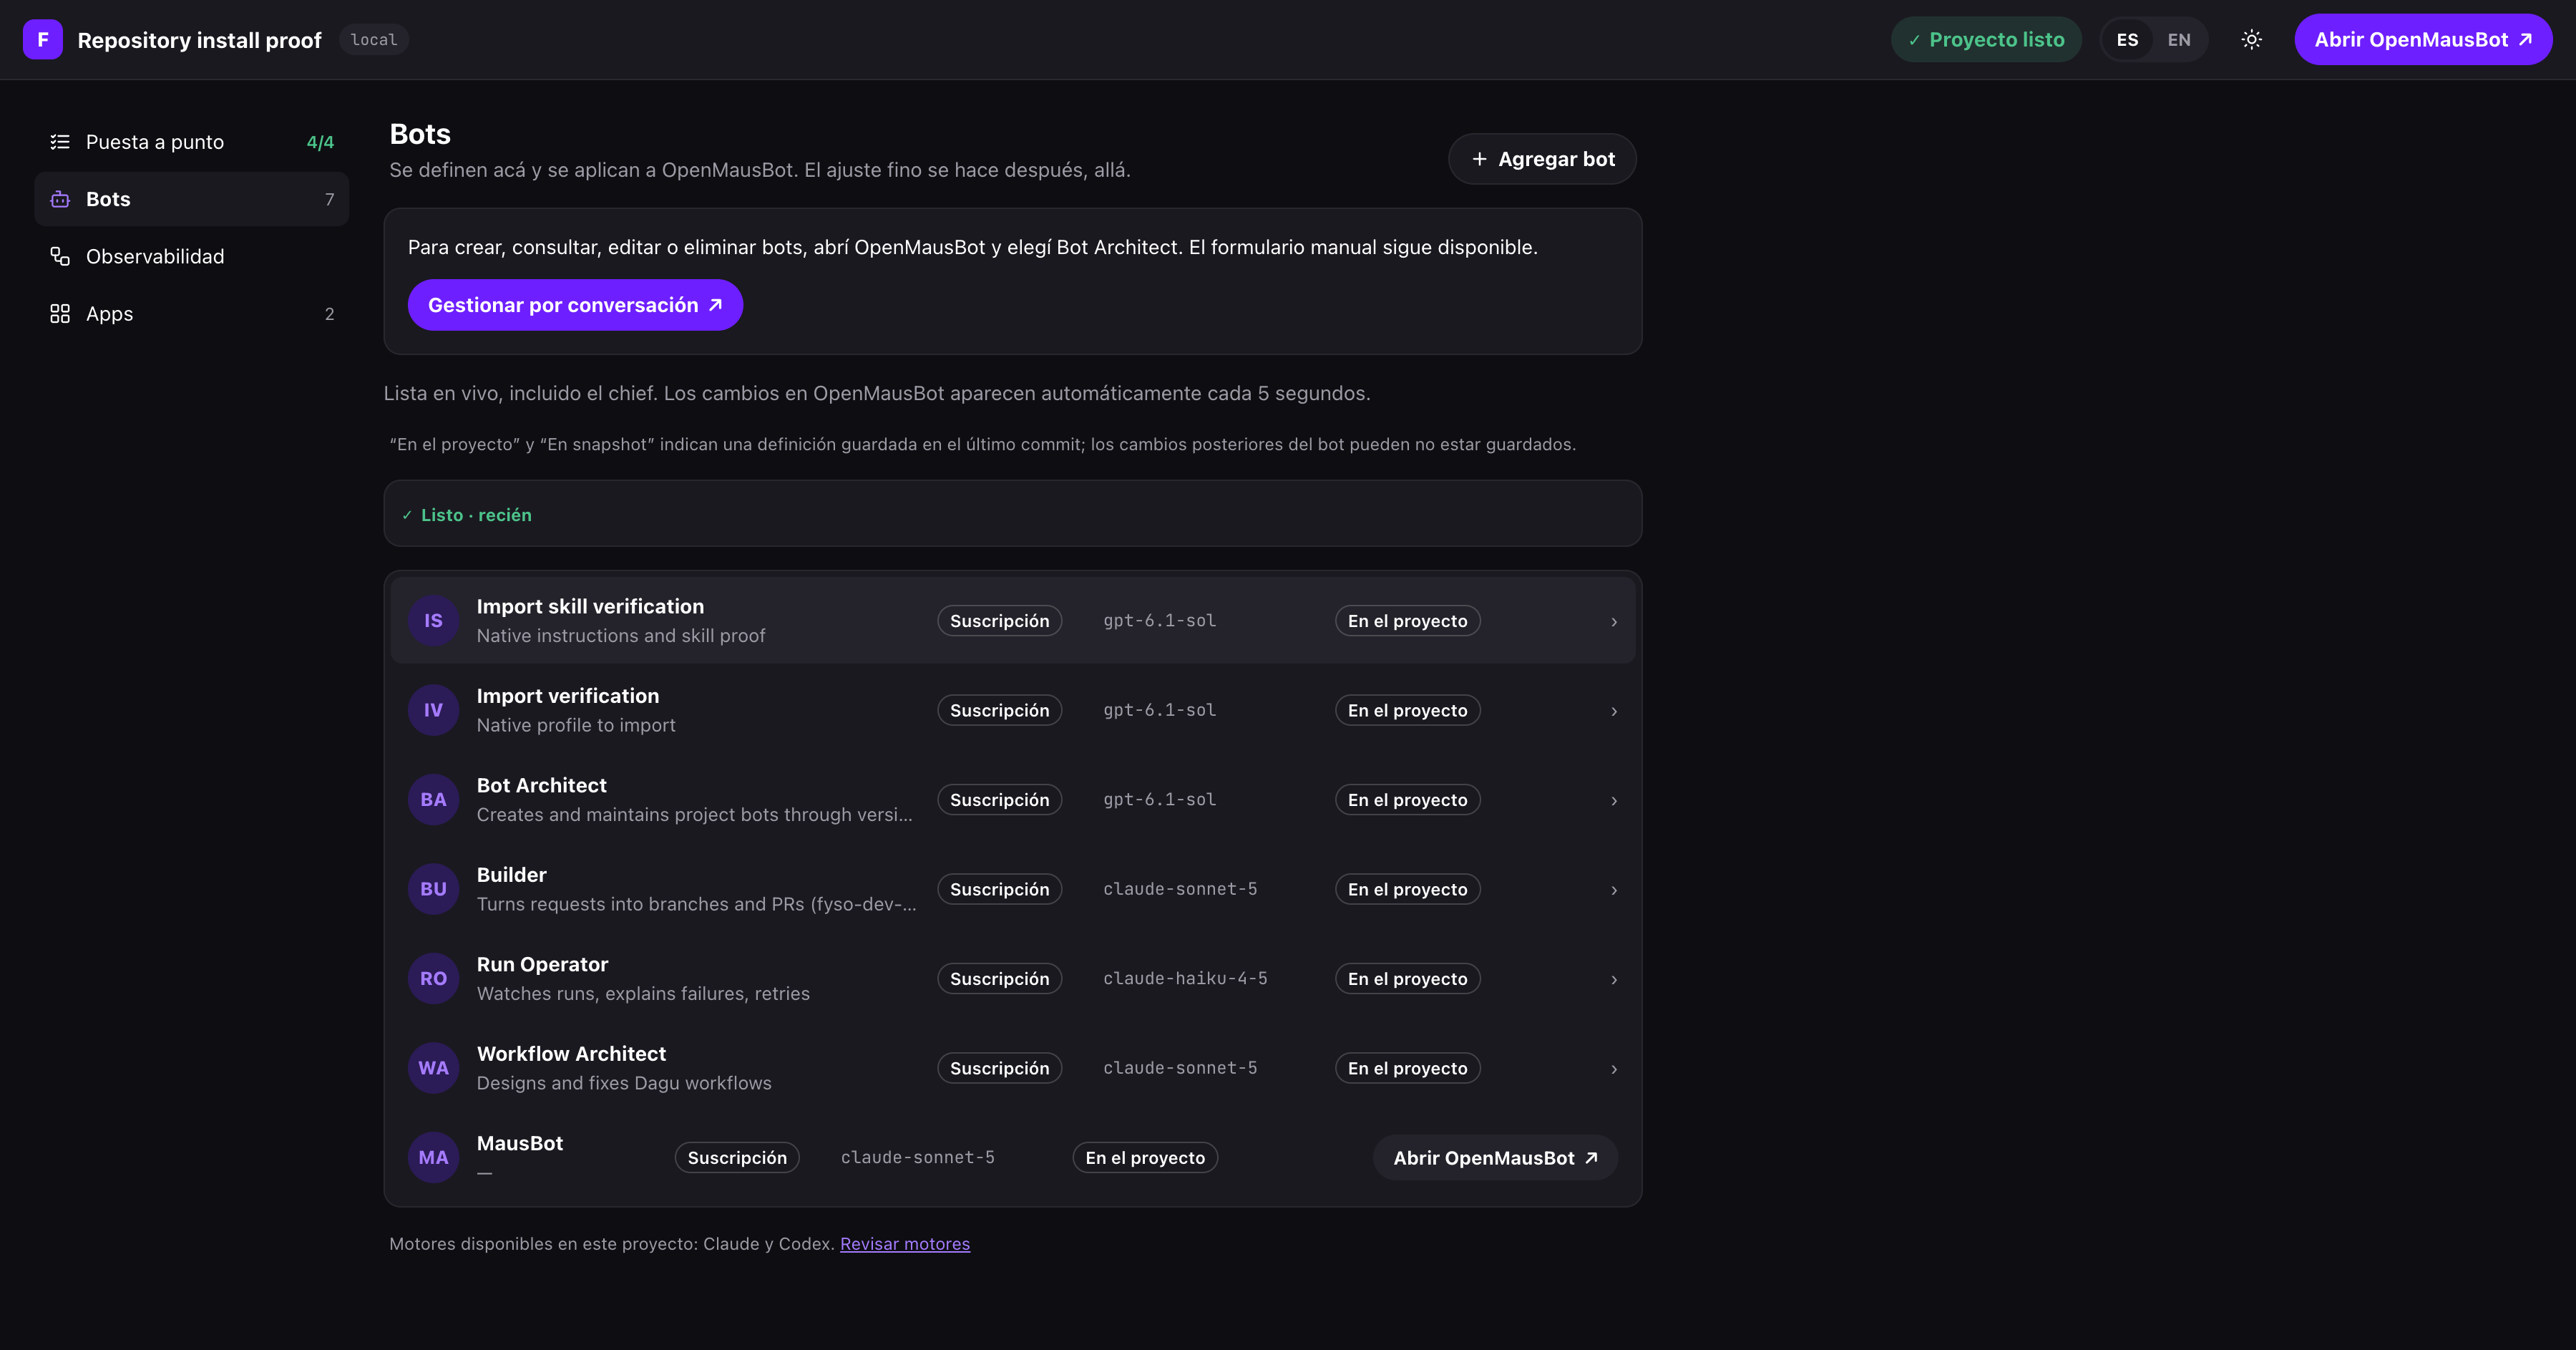 F Repository install proof local ✓ Proyecto listo ES EN Abrir OpenMausBot ↗
Puesta a punto 4/4
Bots 7
Observabilidad
Apps 2
Bots
Se definen acá y se aplican a OpenMausBot. El ajuste fino se hace después, allá.
+ Agregar bot
Para crear, consultar, editar o eliminar bots, abrí OpenMausBot y elegí Bot Architect. El formulario manual sigue disponible.
Gestionar por conversación ↗
Lista en vivo, incluido el chief. Los cambios en OpenMausBot aparecen automáticamente cada 5 segundos.
“En el proyecto” y “En snapshot” indican una definición guardada en el último commit; los cambios posteriores del bot pueden no estar guardados.
✓ Listo · recién
IS Import skill verification Suscripción gpt-6.1-sol En el proyecto ›
Native instructions and skill proof
IV Import verification Suscripción gpt-6.1-sol En el proyecto ›
Native profile to import
BA Bot Architect Suscripción gpt-6.1-sol En el proyecto ›
Creates and maintains project bots through versi...
BU Builder Suscripción claude-sonnet-5 En el proyecto ›
Turns requests into branches and PRs (fyso-dev-...
RO Run Operator Suscripción claude-haiku-4-5 En el proyecto ›
Watches runs, explains failures, retries
WA Workflow Architect Suscripción claude-sonnet-5 En el proyecto ›
Designs and fixes Dagu workflows
MA MausBot Suscripción claude-sonnet-5 En el proyecto Abrir OpenMausBot ↗
—
Motores disponibles en este proyecto: Claude y Codex. Revisar motores